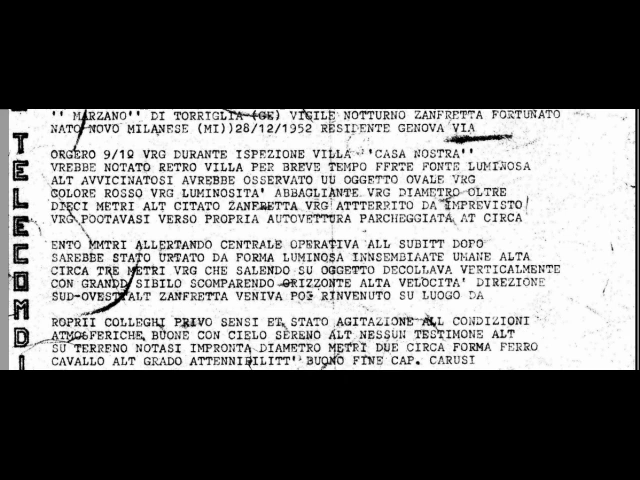 TELECOMDI
'' MARZANO'' DI TORRIGLIA (GE) VIGILE NOTTURNO ZANFRETTA FORTUNATO
NATO NOVO MILANESE (MI))28/12/1952 RESIDENTE GENOVA VIA
ORGERO 9/19 VRG DURANTE ISPEZIONE VILLA ''CASA NOSTRA''
VREBBE NOTATO RETRO VILLA PER BREVE TEMPO FFRTE FONTE LUMINOSA
ALT AVVICINATOSI AVREBBE OSSERVATO UU OGGETTO OVALE VRG
COLORE ROSSO VRG LUMINOSITA' ABBAGLIANTE VRG DIAMETRO OLTRE
DIECI METRI ALT CITATO ZANFRETTA VRG ATTTERRITO DA IMPREVISTO
VRG POOTAVASI VERSO PROPRIA AUTOVETTURA PARCHEGGIATA AT CIRCA
ENTO MMTRI ALLERTANDO CENTRALE OPERATIVA ALL SUBITT DOPO
SAREBBE STATO URTATO DA FORMA LUMINOSA INNSEMBIAATE UMANE ALTA
CIRCA TRE METRI VRG CHE SALENDO SU OGGETTO DECOLLAVA VERTICALMENTE
CON GRANDD SIBILO SCOMPARENDO ORIZZONTE ALTA VELOCITA' DIREZIONE
SUD-OVEST ALT ZANFRETTA VENIVA POI RINVENUTO SU LUOGO DA
ROPRII COLLEGHI PRIVO SENSI ET STATO AGITAZIONE ALL CONDIZIONI
ATMOSFERICHE BUONE CON CIELO SERENO ALT NESSUN TESTIMONE ALT
SU TERRENO NOTASI IMPRONTA DIAMETRO METRI DUE CIRCA FORMA FERRO
CAVALLO ALT GRADO ATTENNIBILITT' BUONO FINE CAP. CARUSI